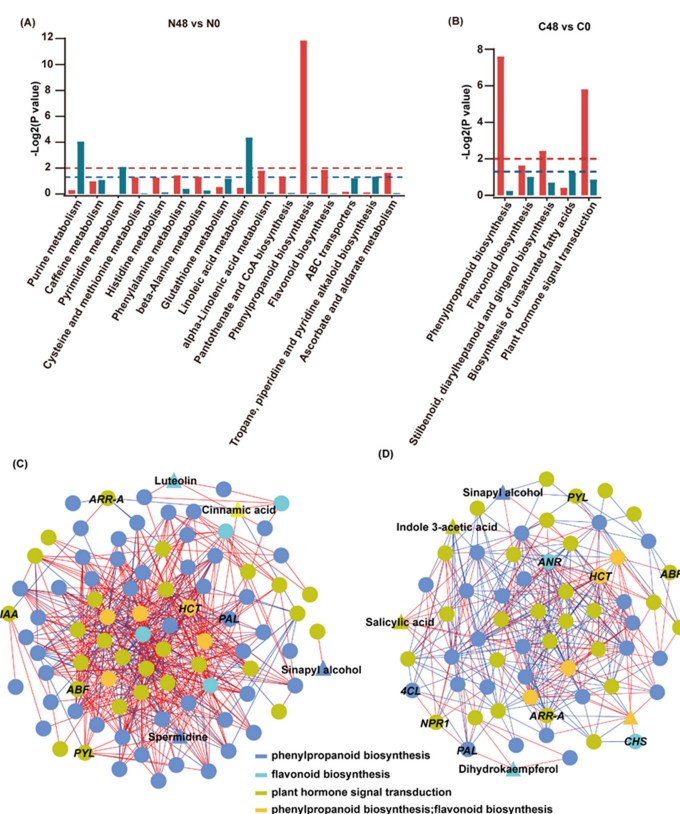 (A)
N48 vs N0
-Log2(P value)
12
10
8
6
4
2
0
Purine metabolism
Caffeine metabolism
Pyrimidine metabolism
Cysteine and methionine metabolism
Histidine metabolism
Phenylalanine metabolism
beta-Alanine metabolism
Glutathione metabolism
Linoleic acid metabolism
alpha-Linolenic acid metabolism
Pantothenate and CoA biosynthesis
Phenylpropanoid biosynthesis
Flavonoid biosynthesis
ABC transporters
Tropane, piperidine and pyridine alkaloid biosynthesis
Ascorbate and aldarate metabolism
(B)
C48 vs C0
-Log2(P value)
8
6
4
2
0
Phenylpropanoid biosynthesis
Flavonoid biosynthesis
Stilbenoid, diarylheptanoid and gingerol biosynthesis
Biosynthesis of unsaturated fatty acids
Plant hormone signal transduction
(C)
Luteolin
ARR-A
Cinnamic acid
HCT
IAA
PAL
Sinapyl alcohol
ABF
Spermidine
PYL
(D)
Sinapyl alcohol
PYL
Indole 3-acetic acid
ANR
HCT
ABF
Salicylic acid
4CL
NPR1
ARR-A
PAL
CHS
Dihydrokaempferol
phenylpropanoid biosynthesis
flavonoid biosynthesis
plant hormone signal transduction
phenylpropanoid biosynthesis;flavonoid biosynthesis